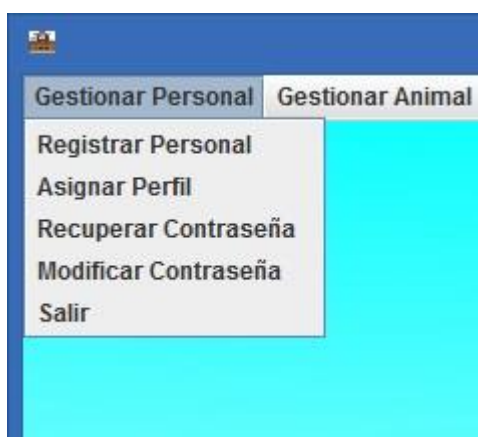 Gestionar Personal Gestionar Animal
Registrar Personal
Asignar Perfil
Recuperar Contraseña
Modificar Contraseña
Salir